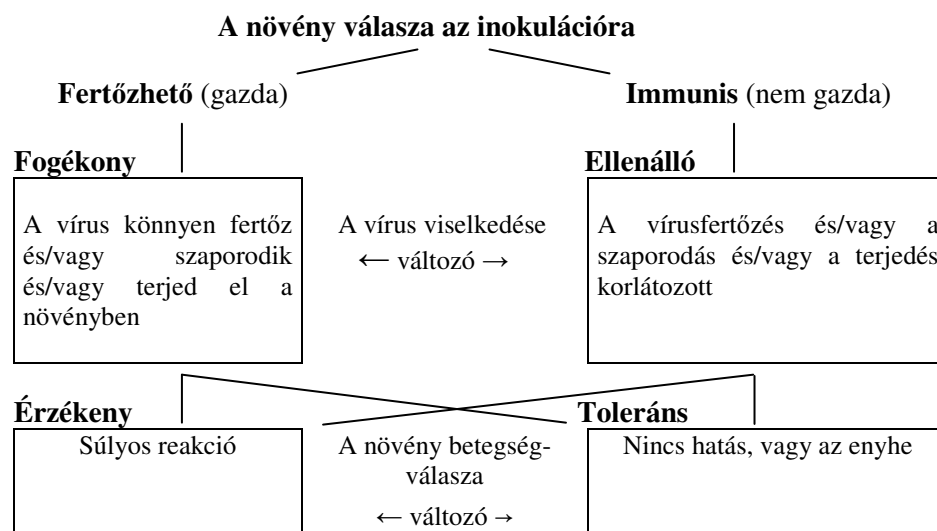 A növény válasza az inokulációra
Fertőzhető (gazda)
Immunis (nem gazda)
Fogékony
Ellenálló
A vírus könnyen fertőz
és/vagy szaporodik
és/vagy terjed el a
növényben
A vírus viselkedése
← változó →
A vírusfertőzés és/vagy a
szaporodás és/vagy a terjedés
korlátozott
Érzékeny
Toleráns
Súlyos reakció
A növény betegség-
válasza
← változó →
Nincs hatás, vagy az enyhe